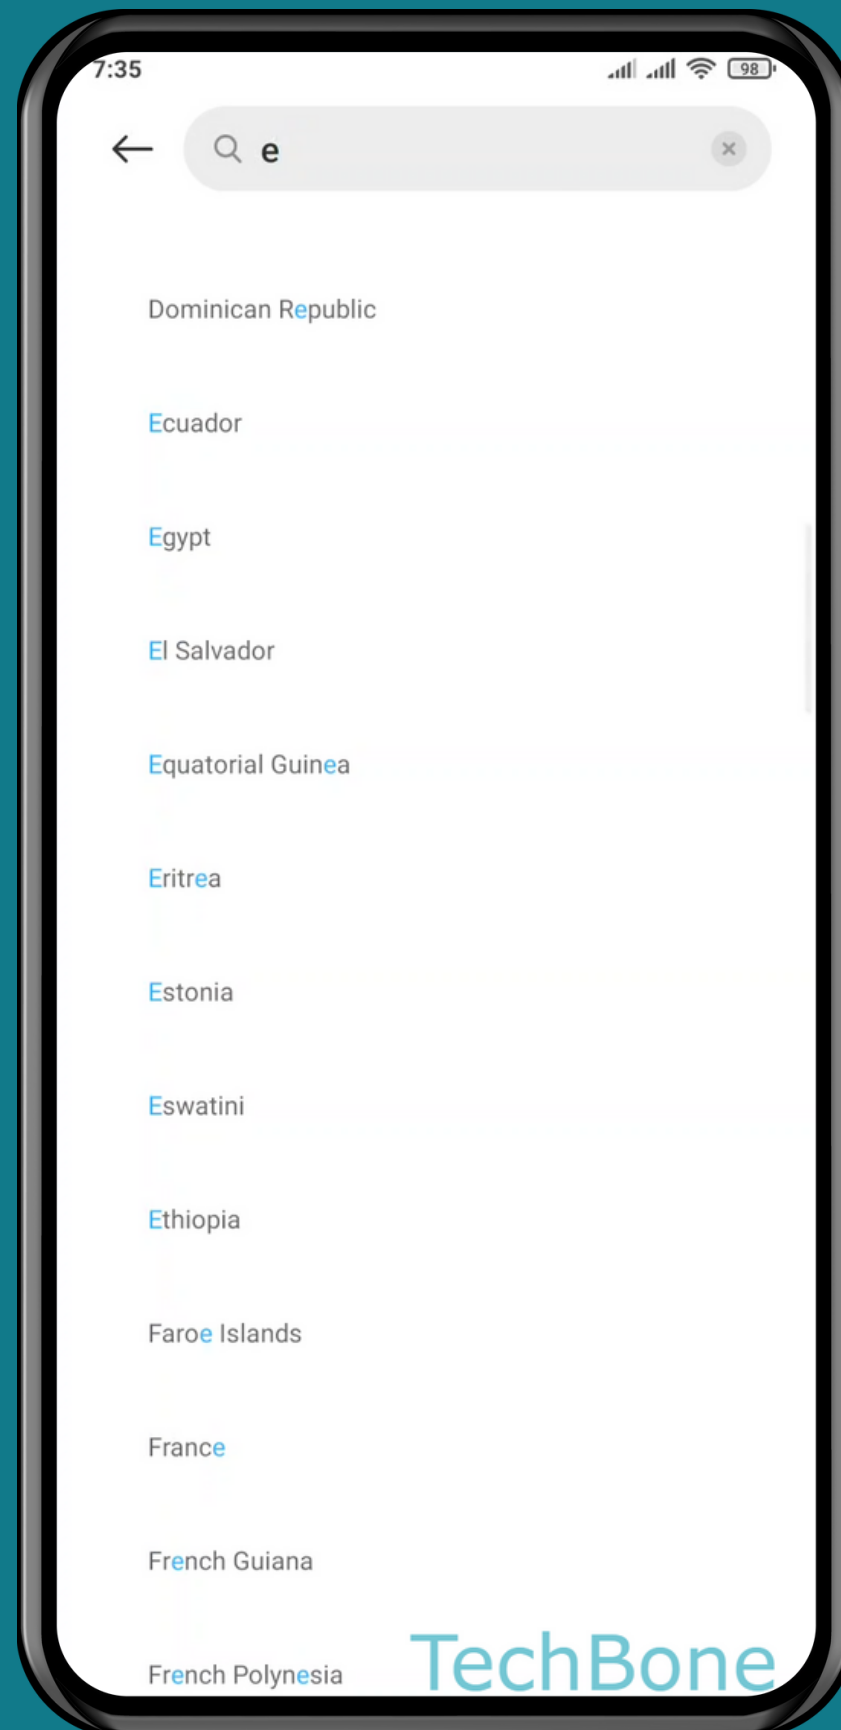 7:35
98
e
Dominican Republic
Ecuador
Egypt
El Salvador
Equatorial Guinea
Eritrea
Estonia
Eswatini
Ethiopia
Faroe Islands
France
French Guiana
French Polynesia
TechBone